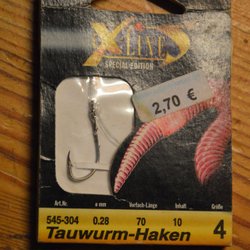 X-LINE
SPECIAL-EDITION
2,70 €
Art.Nr. ø mm Vorfach-Länge Inhalt Größe
545-304 0.28 70 10 4
Tauwurm-Haken